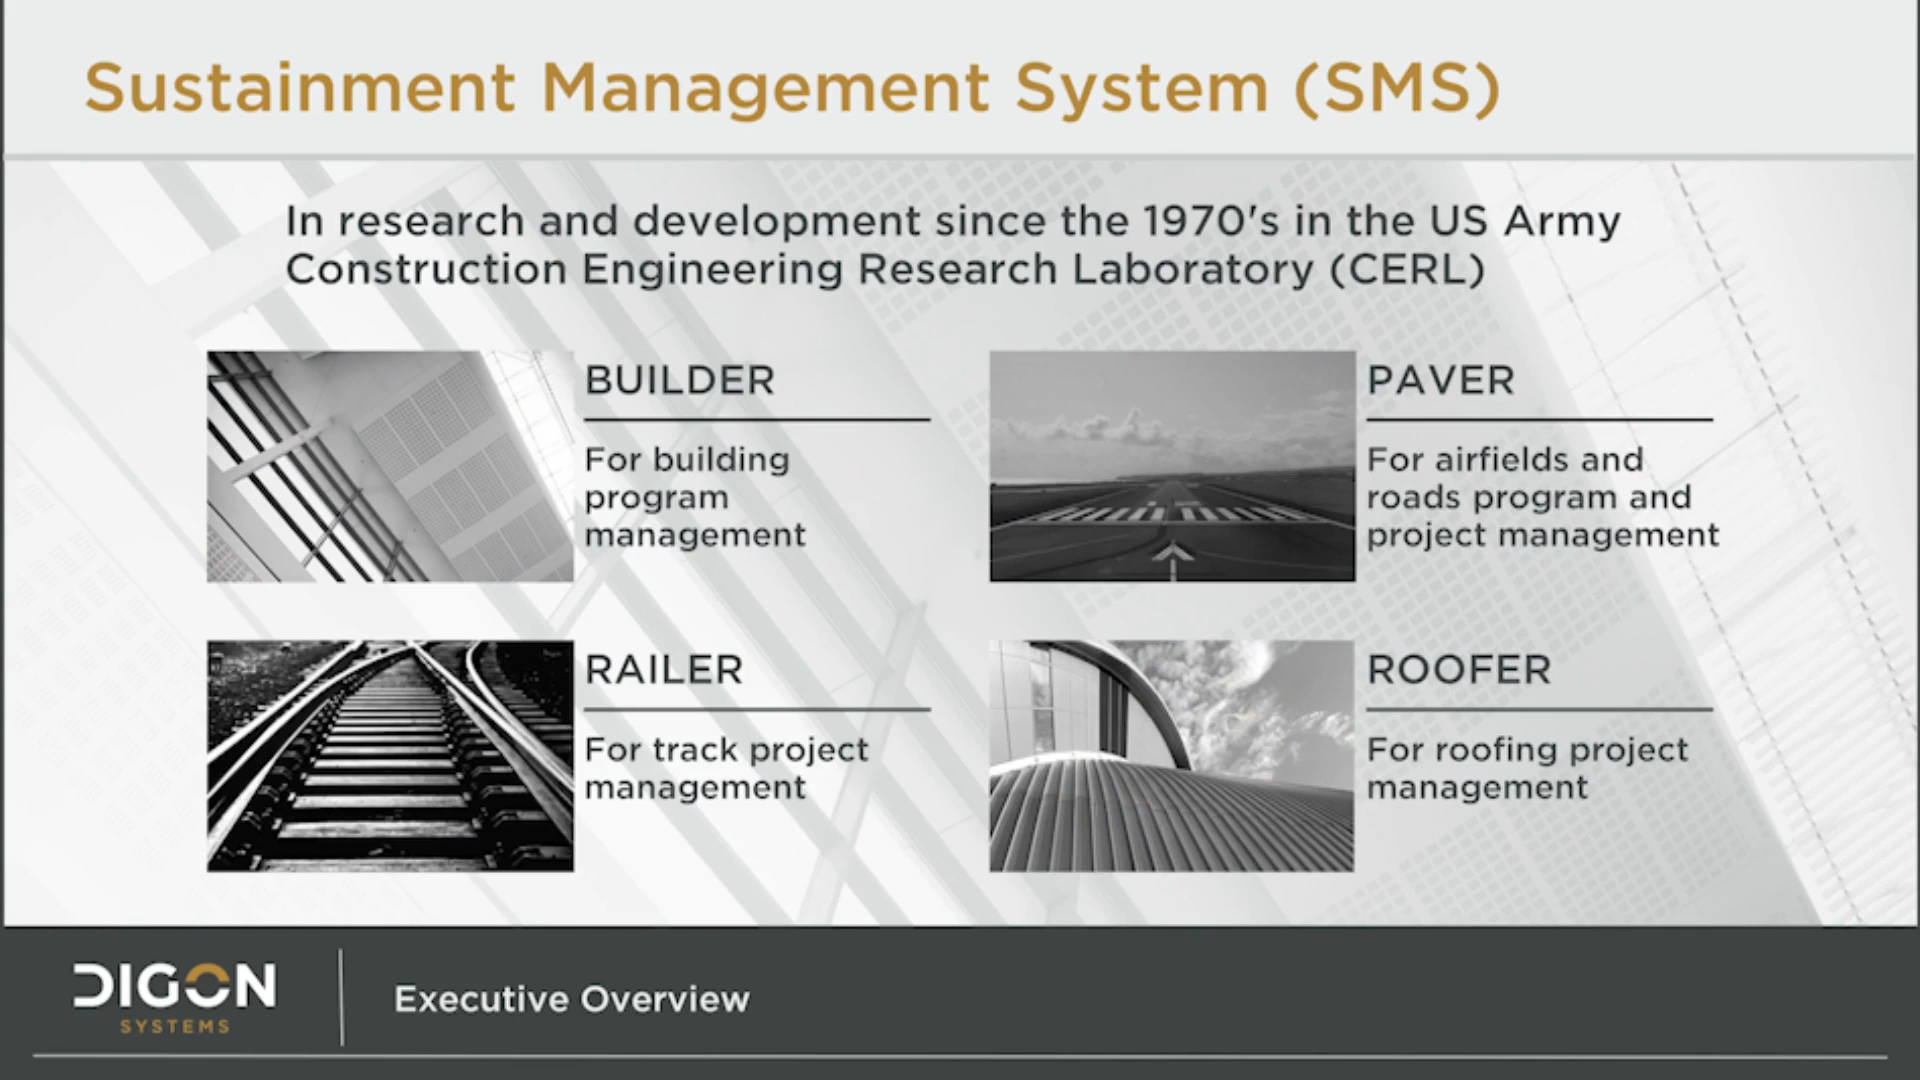 Sustainment Management System (SMS)
In research and development since the 1970's in the US Army
Construction Engineering Research Laboratory (CERL)
BUILDER
For building
program
management
PAVER
For airfields and
roads program and
project management
RAILER
For track project
management
ROOFER
For roofing project
management
DIGON
SYSTEMS
Executive Overview